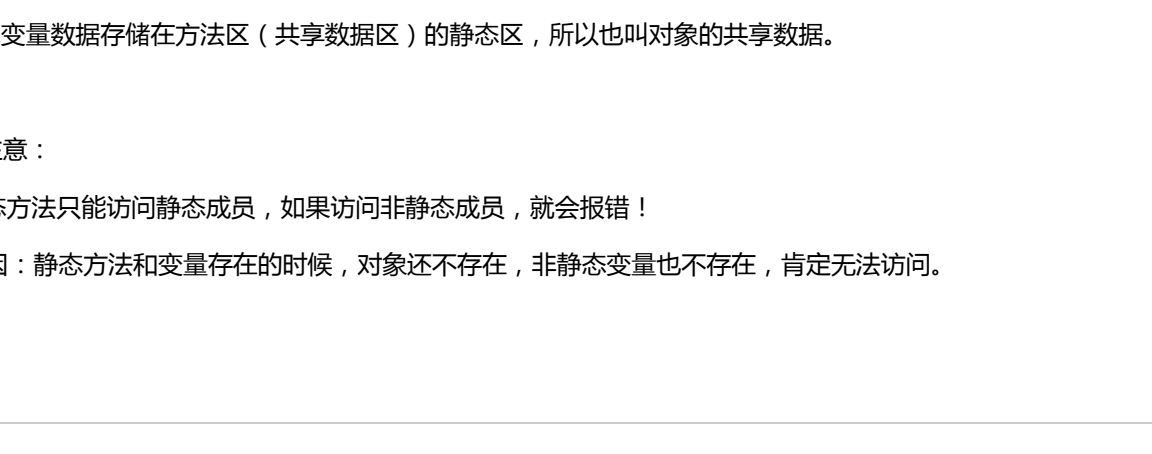 变量数据存储在方法区（共享数据区）的静态区，所以也叫对象的共享数据。
意：
态方法只能访问静态成员，如果访问非静态成员，就会报错！
因：静态方法和变量存在的时候，对象还不存在，非静态变量也不存在，肯定无法访问。